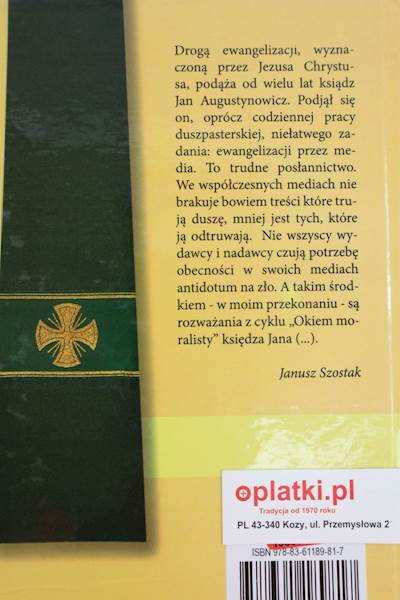 Drogą ewangelizacji, wyzna-
czoną przez Jezusa Chrystu-
sa, podąża od wielu lat ksiądz
Jan Augustynowicz. Podjął się
on, oprócz codziennej pracy
duszpasterskiej, niełatwego za-
dania: ewangelizacji przez me-
dia. To trudne posłannictwo.
We współczesnych mediach nie
brakuje bowiem treści które tru-
ją duszę, mniej jest tych, które
ją odtruwają. Nie wszyscy wy-
dawcy i nadawcy czują potrzebę
obecności w swoich mediach
antidotum na zło. A takim środ-
kiem - w moim przekonaniu - są
rozważania z cyklu „Okiem mo-
ralisty” księdza Jana (...).
Janusz Szostak
oplatki.pl
Tradycja od 1970 roku
PL 43-340 Kozy, ul. Przemysłowa 2
ISBN 978-83-61189-81-7